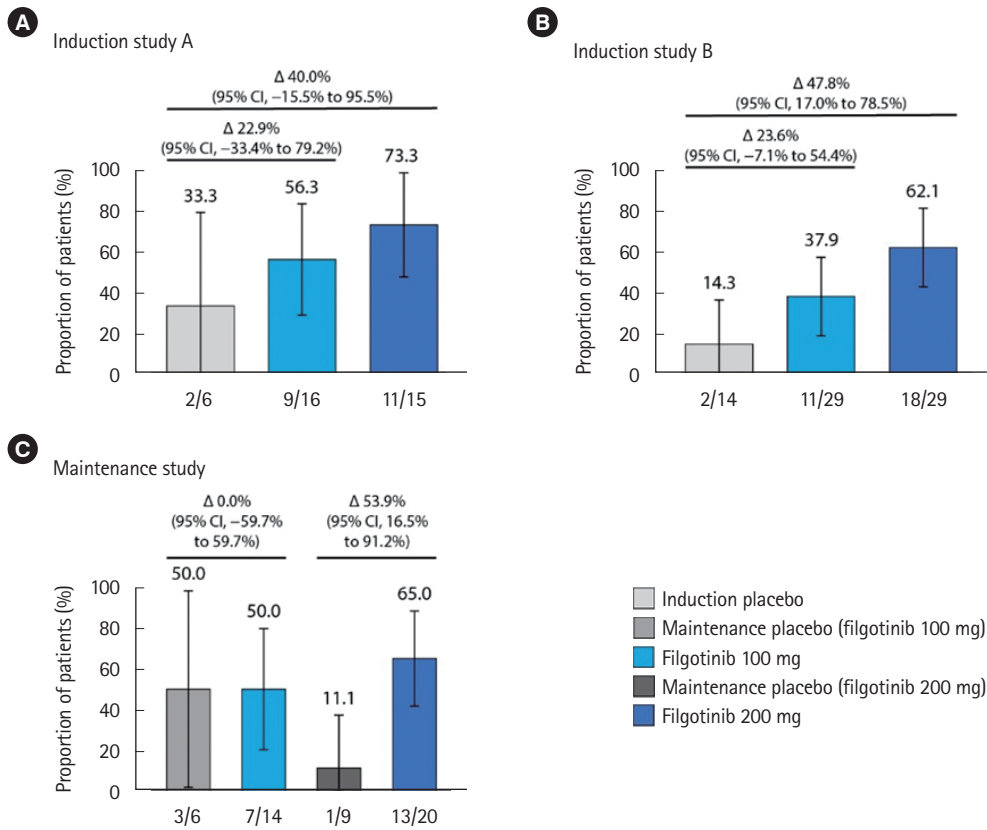 A
Induction study A
Δ 40.0%
(95% CI, −15.5% to 95.5%)
Δ 22.9%
(95% CI, −33.4% to 79.2%)
Proportion of patients (%)
100
80
60
40
20
0
33.3
56.3
73.3
2/6
9/16
11/15
B
Induction study B
Δ 47.8%
(95% CI, 17.0% to 78.5%)
Δ 23.6%
(95% CI, −7.1% to 54.4%)
Proportion of patients (%)
100
80
60
40
20
0
14.3
37.9
62.1
2/14
11/29
18/29
C
Maintenance study
Δ 0.0%
(95% CI, −59.7%
to 59.7%)
Δ 53.9%
(95% CI, 16.5%
to 91.2%)
Proportion of patients (%)
100
80
60
40
20
0
50.0
50.0
11.1
65.0
3/6
7/14
1/9
13/20
Induction placebo
Maintenance placebo (filgotinib 100 mg)
Filgotinib 100 mg
Maintenance placebo (filgotinib 200 mg)
Filgotinib 200 mg